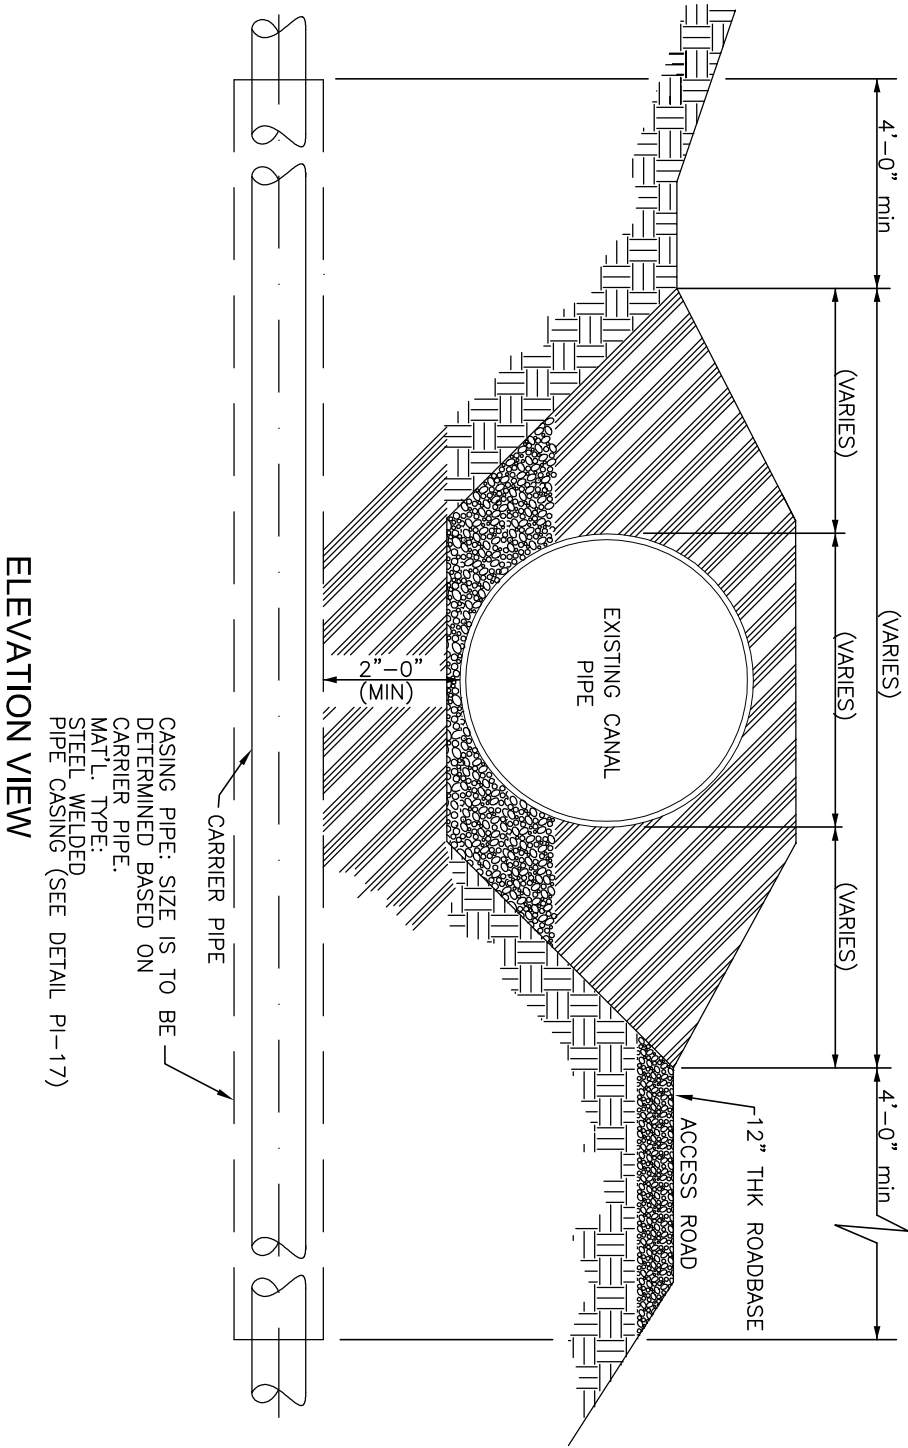 4'-0" min
(VARIES)
4'-0" min
(VARIES)
(VARIES)
(VARIES)
12" THK ROADBASE
ACCESS ROAD
EXISTING CANAL
PIPE
2"-0"
(MIN)
CARRIER PIPE
CASING PIPE: SIZE IS TO BE
DETERMINED BASED ON
CARRIER PIPE.
MAT'L. TYPE:
STEEL WELDED
PIPE CASING (SEE DETAIL PI-17)
ELEVATION VIEW